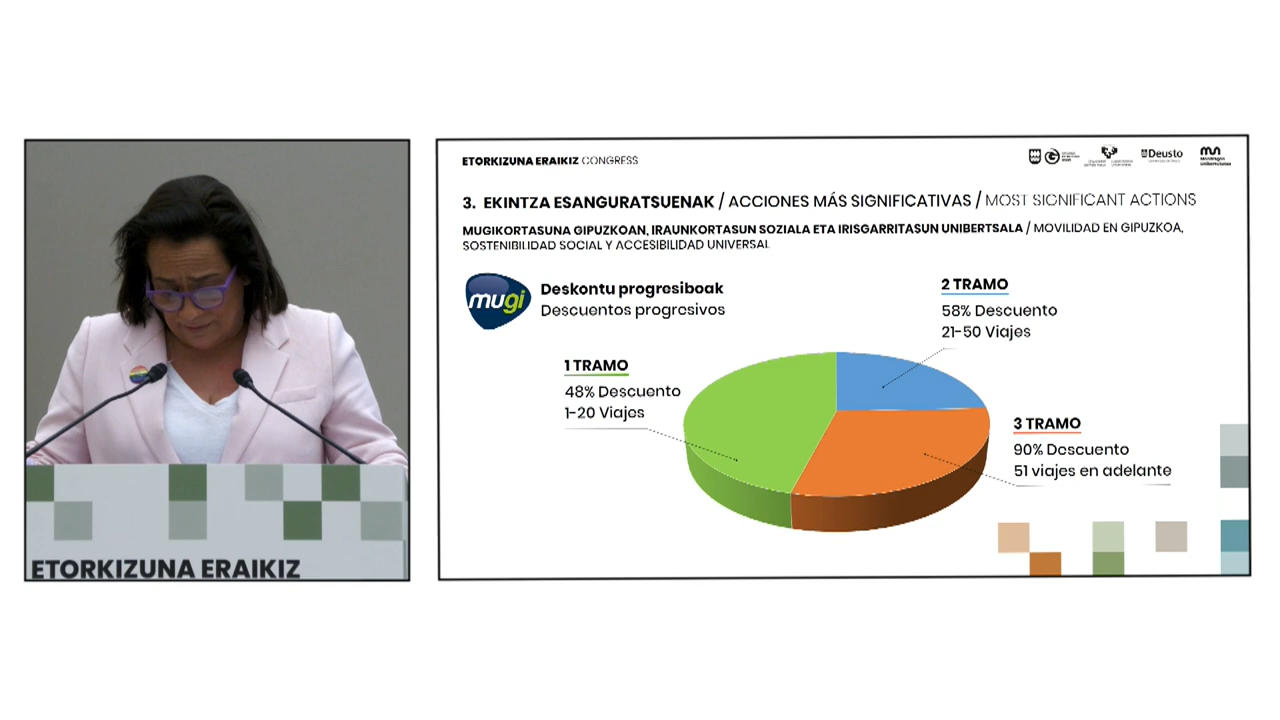 ETORKIZUNA ERAIKIZ
ETORKIZUNA ERAIKIZ CONGRESS
Deusto
3. EKINTZA ESANGURATSUENAK / ACCIONES MÁS SIGNIFICATIVAS / MOST SIGNIFICANT ACTIONS
MUGIKORTASUNA GIPUZKOAN, IRAUNKORTASUN SOZIALA ETA IRISGARRITASUN UNIBERTSALA / MOVILIDAD EN GIPUZKOA,
SOSTENIBILIDAD SOCIAL Y ACCESIBILIDAD UNIVERSAL
mugi
Deskontu progresiboak
Descuentos progresivos
2 TRAMO
58% Descuento
21-50 Viajes
1 TRAMO
48% Descuento
1-20 Viajes
3 TRAMO
90% Descuento
51 viajes en adelante